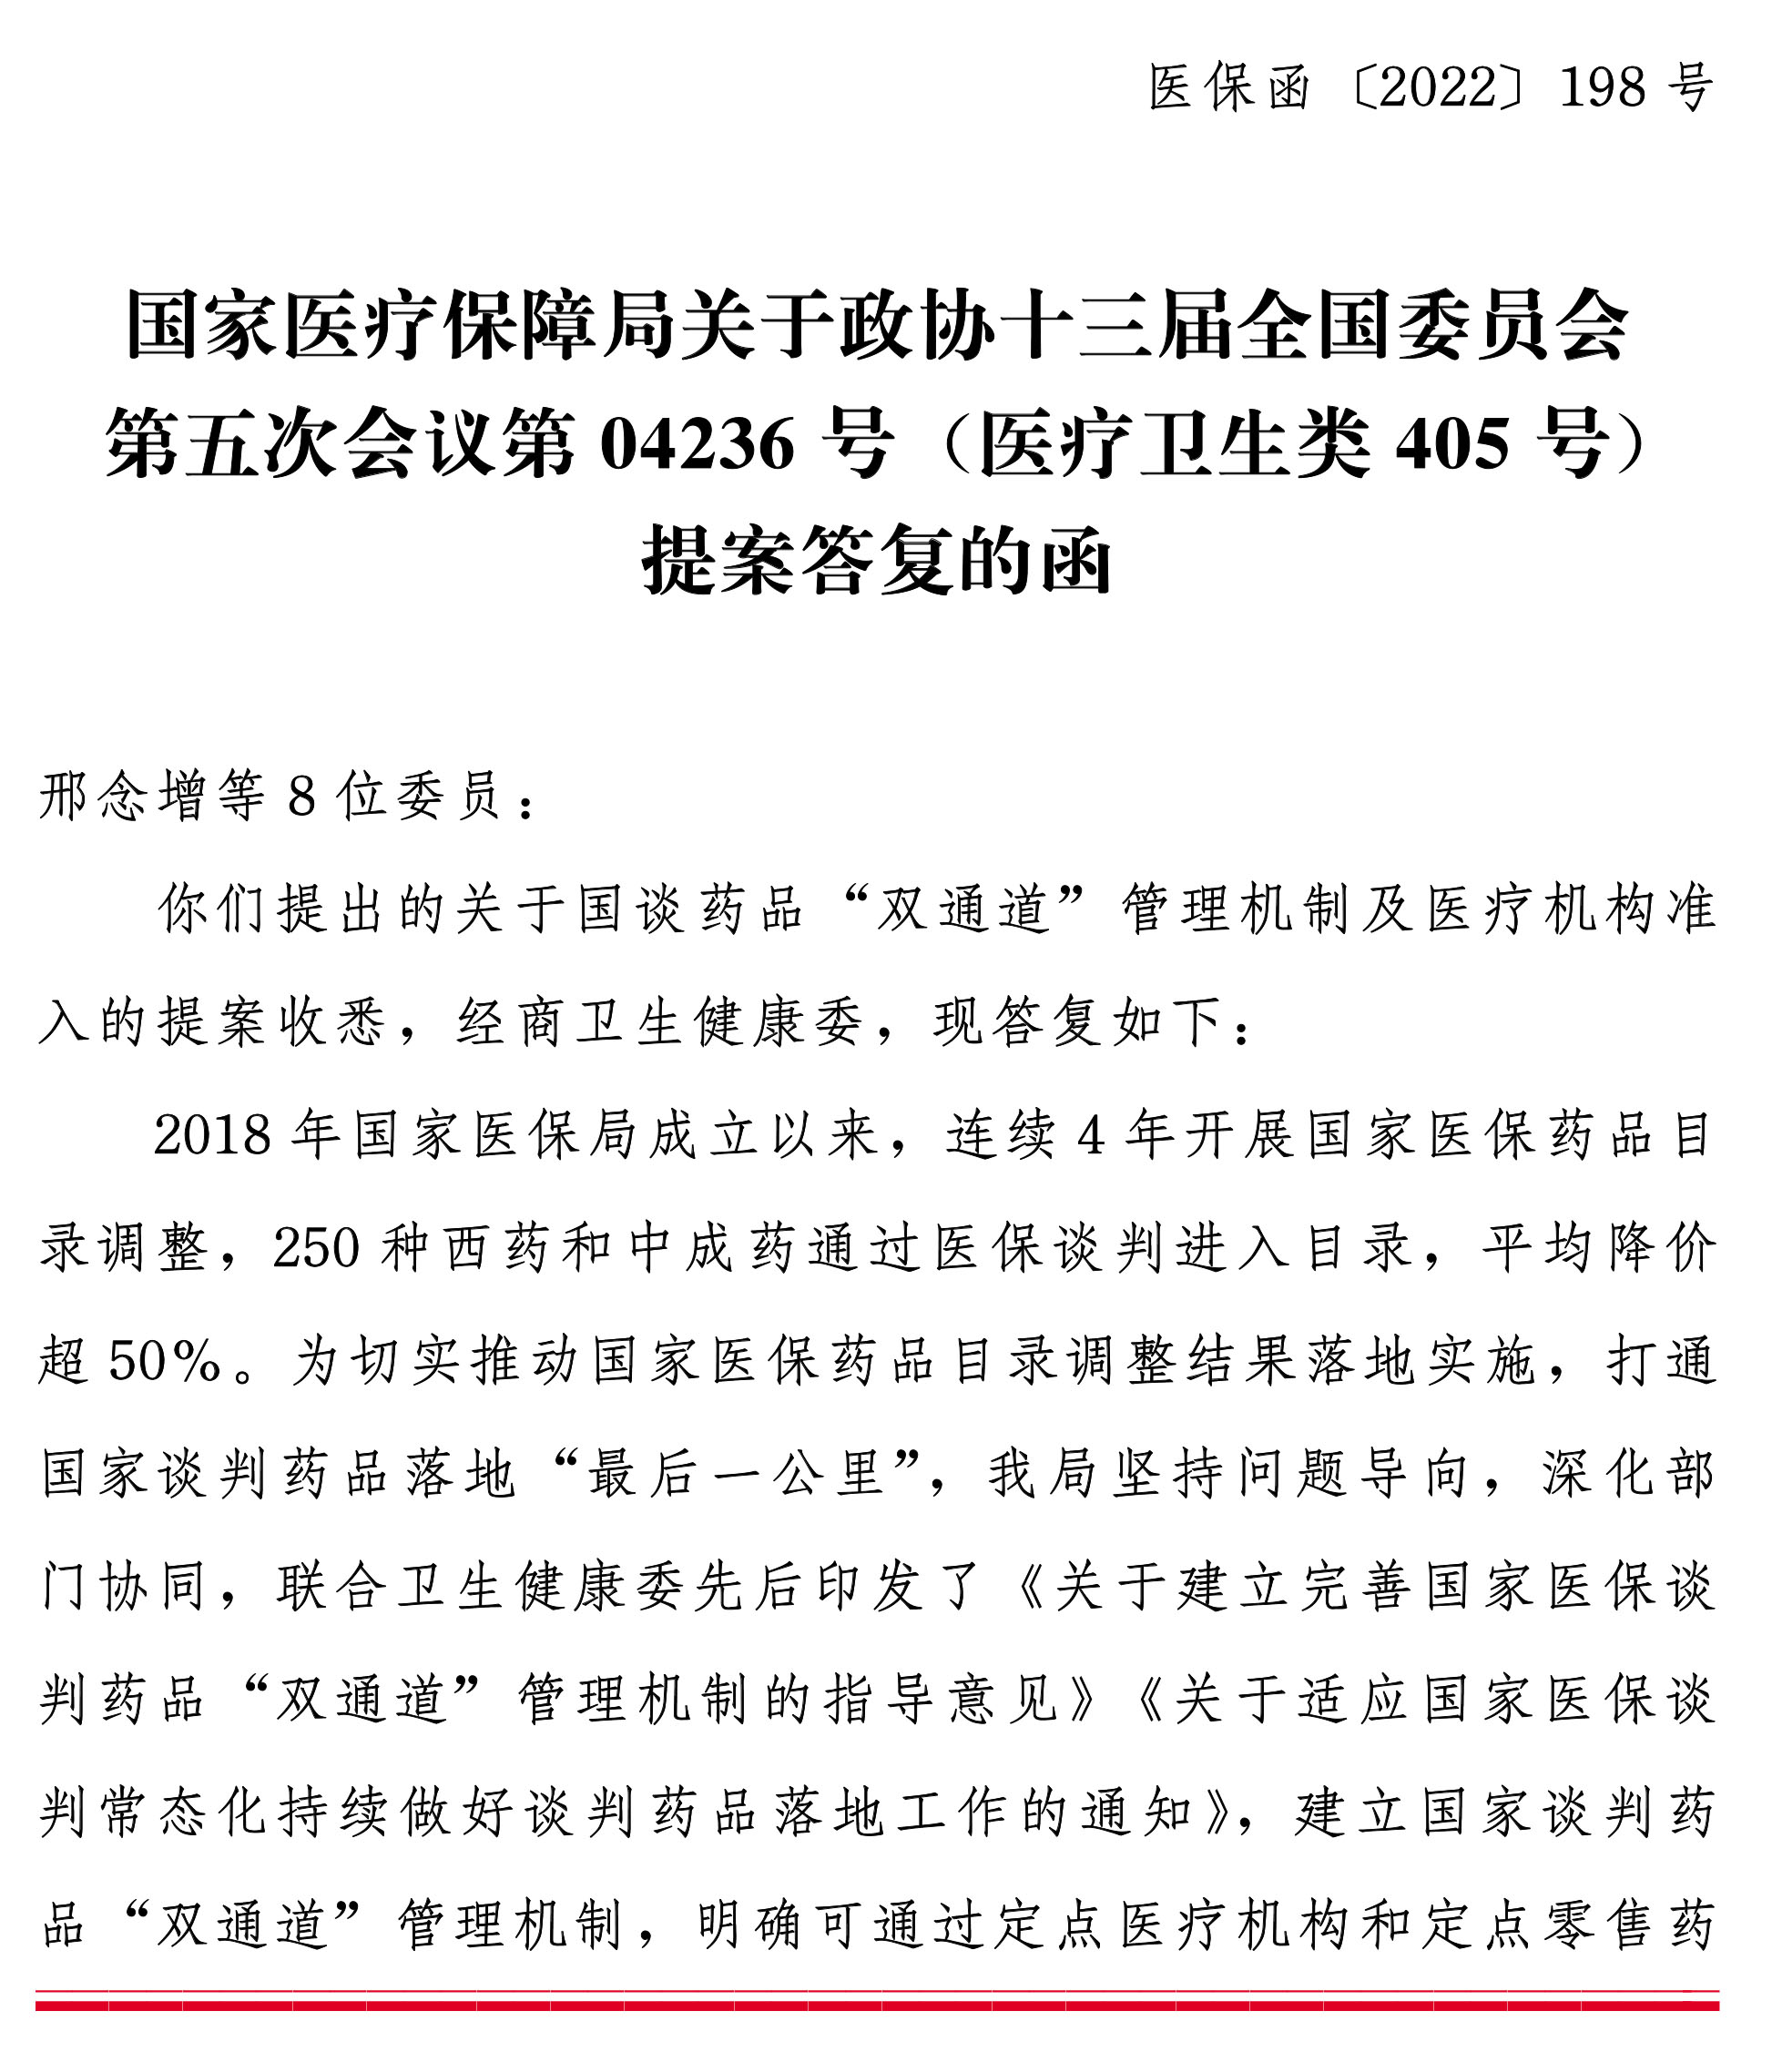 医保函〔2022〕198 号
国家医疗保障局关于政协十三届全国委员会
第五次会议第 04236 号（医疗卫生类 405 号）
提案答复的函
邢念增等 8 位委员：
你们提出的关于国谈药品“双通道”管理机制及医疗机构准
入的提案收悉，经商卫生健康委，现答复如下：
2018 年国家医保局成立以来，连续 4 年开展国家医保药品目
录调整，250 种西药和中成药通过医保谈判进入目录，平均降价
超 50%。为切实推动国家医保药品目录调整结果落地实施，打通
国家谈判药品落地“最后一公里”，我局坚持问题导向，深化部
门协同，联合卫生健康委先后印发了《关于建立完善国家医保谈
判药品“双通道”管理机制的指导意见》《关于适应国家医保谈
判常态化持续做好谈判药品落地工作的通知》，建立国家谈判药
品“双通道”管理机制，明确可通过定点医疗机构和定点零售药